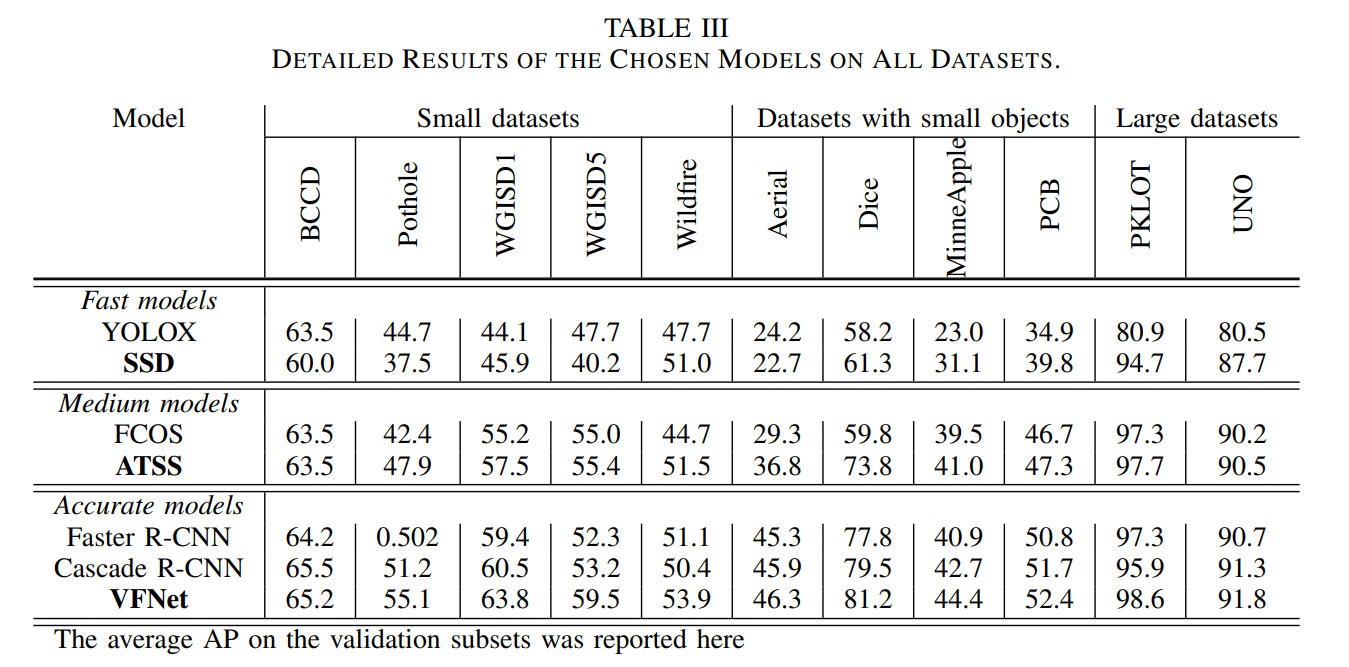 TABLE III
DETAILED RESULTS OF THE CHOSEN MODELS ON ALL DATASETS.
Model Small datasets Datasets with small objects Large datasets
BCCD Pothole WGISD1 WGISD5 Wildfire Aerial Dice MinneApple PCB PKLOT UNO
Fast models
YOLOX 63.5 44.7 44.1 47.7 47.7 24.2 58.2 23.0 34.9 80.9 80.5
SSD 60.0 37.5 45.9 40.2 51.0 22.7 61.3 31.1 39.8 94.7 87.7
Medium models
FCOS 63.5 42.4 55.2 55.0 44.7 29.3 59.8 39.5 46.7 97.3 90.2
ATSS 63.5 47.9 57.5 55.4 51.5 36.8 73.8 41.0 47.3 97.7 90.5
Accurate models
Faster R-CNN 64.2 0.502 59.4 52.3 51.1 45.3 77.8 40.9 50.8 97.3 90.7
Cascade R-CNN 65.5 51.2 60.5 53.2 50.4 45.9 79.5 42.7 51.7 95.9 91.3
VFNet 65.2 55.1 63.8 59.5 53.9 46.3 81.2 44.4 52.4 98.6 91.8
The average AP on the validation subsets was reported here